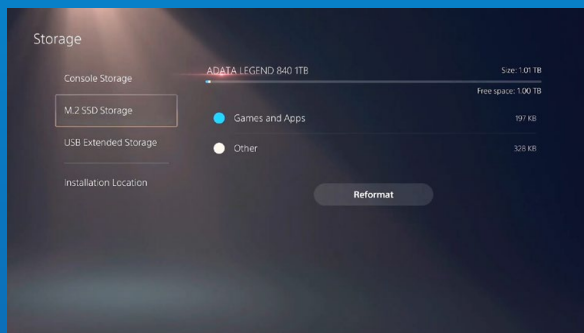 Storage
Console Storage
M.2 SSD Storage
USB Extended Storage
Installation Location
ADATA LEGEND 840 1TB
Size: 1.01 TB
Free space: 1.00 TB
Games and Apps 197 KB
Other 328 KB
Reformat